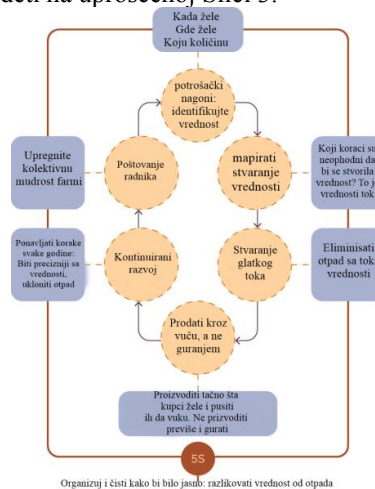 Kada žele
Gde žele
Koju količinu
potrošački
nagoni:
identifikujte
vrednost
Upregnite
kolektivnu
mudrost farmi
Poštovanje
radnika
mapirati
stvaranje
vrednosti
Koji koraci su
neophodni da
bi se stvorila
vrednost? To je
vrednosti tok
Ponavljati korake
svake godine:
Biti precizniji sa
vrednosti,
ukloniti otpad
Kontinuirani
razvoj
Stvaranje
glatkog
toka
Eliminisati
otpad sa toka
vrednosti
Prodati kroz
vuču, a ne
guranjem
Proizvoditi tačno šta
kupci žele i pusiti
ili da vuku. Ne prizvoditi
previše i gurati
5S
Organizuj i čisti kako bi bilo jasno: razlikovati vrednost od otpada